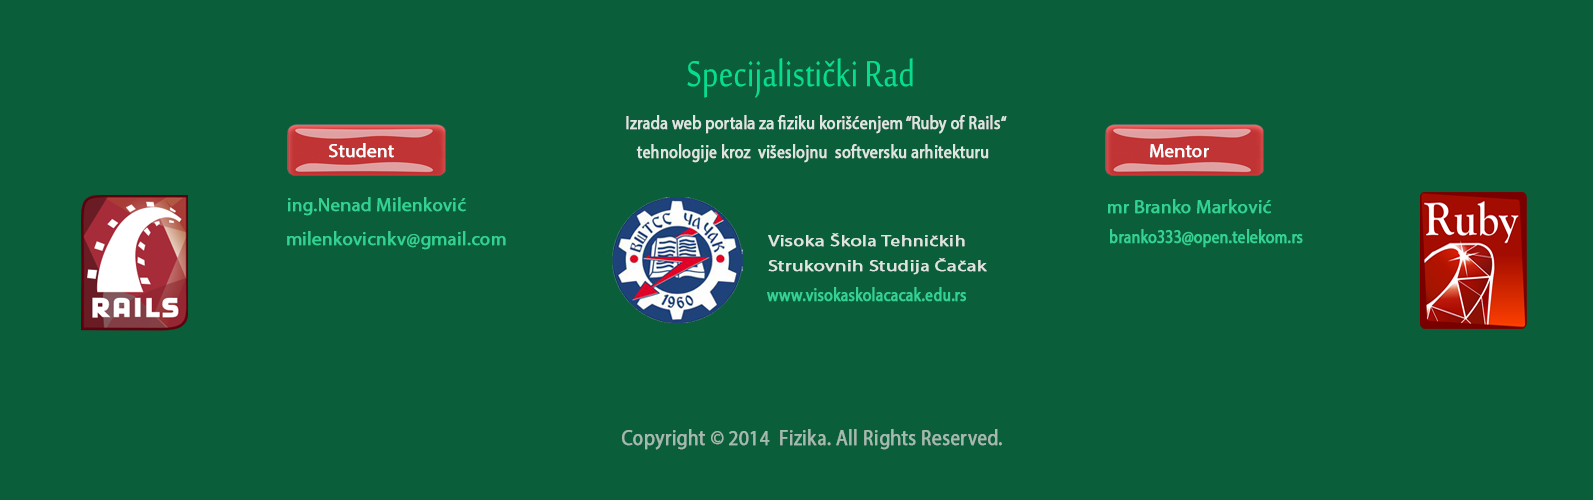 Specijalistički Rad
Izrada web portala za fiziku korišćenjem “Ruby of Rails“
tehnologije kroz višeslojnu softversku arhitekturu
Student
ing.Nenad Milenković
milenkovicnkv@gmail.com
Mentor
mr Branko Marković
branko333@open.telekom.rs
RAILS
ВШТСС ЧАЧАК
1960
Visoka Škola Tehničkih
Strukovnih Studija Čačak
www.visokaskolacacak.edu.rs
Ruby
Copyright © 2014 Fizika. All Rights Reserved.